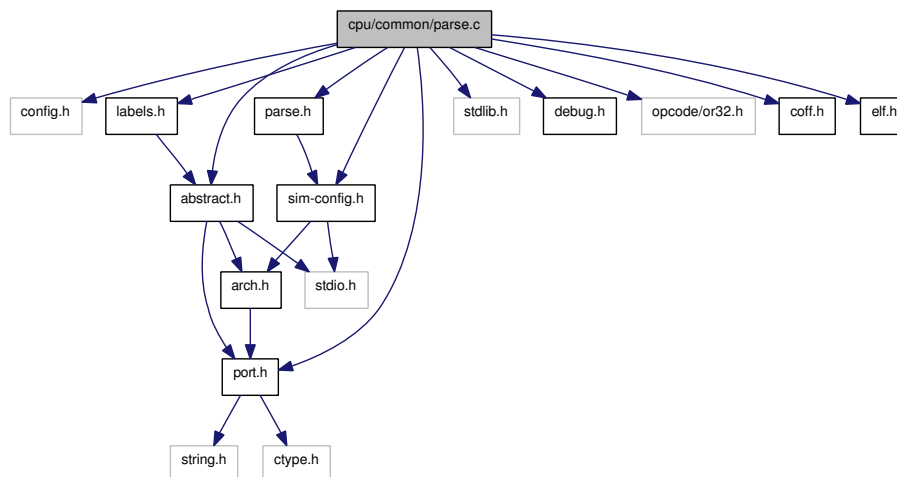 cpu/common/parse.c
config.h
labels.h
parse.h
stdlib.h
debug.h
opcode/or32.h
coff.h
elf.h
abstract.h
sim-config.h
arch.h
stdio.h
port.h
string.h
ctype.h